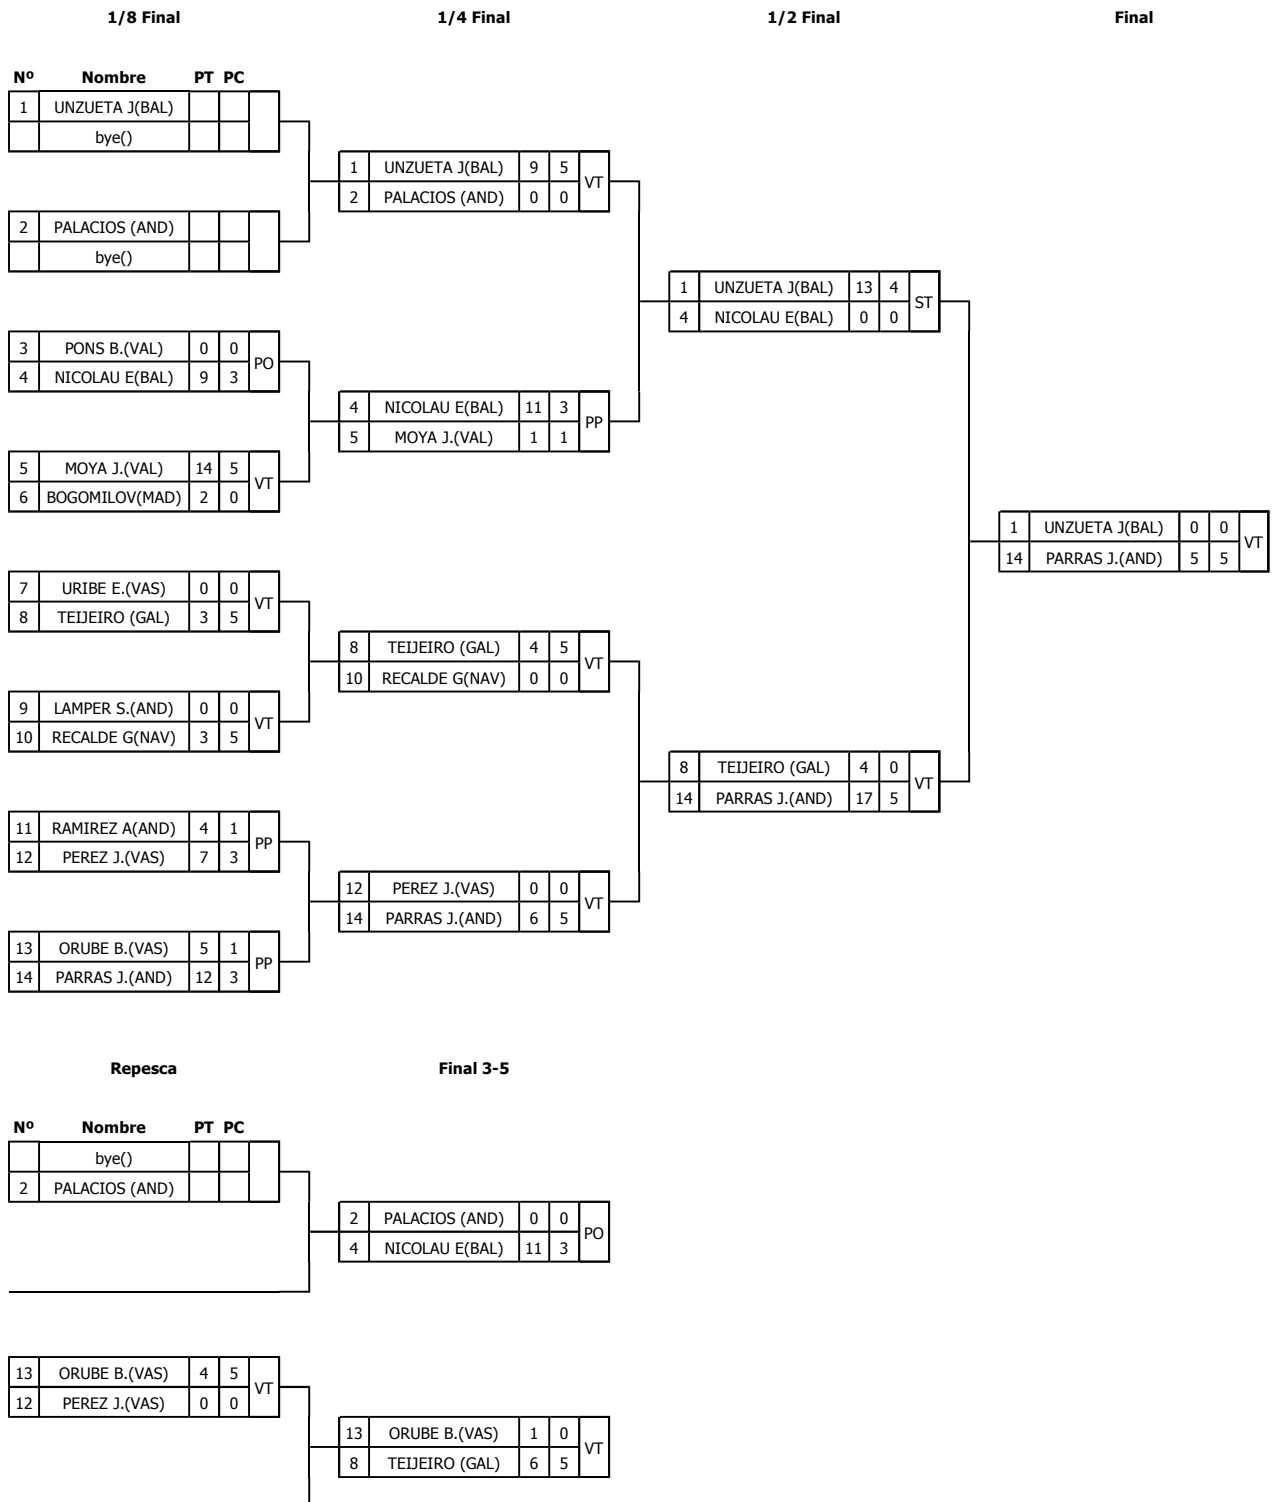 1/8 Final 1/4 Final 1/2 Final Final
Nº Nombre PT PC
1 UNZUETA J(BAL)
bye()
1 UNZUETA J(BAL) 9 5 VT
2 PALACIOS (AND) 0 0
2 PALACIOS (AND)
bye()
1 UNZUETA J(BAL) 13 4 ST
4 NICOLAU E(BAL) 0 0
3 PONS B.(VAL) 0 0 PO
4 NICOLAU E(BAL) 9 3
4 NICOLAU E(BAL) 11 3 PP
5 MOYA J.(VAL) 1 1
5 MOYA J.(VAL) 14 5 VT
6 BOGOMILOV(MAD) 2 0
1 UNZUETA J(BAL) 0 0 VT
14 PARRAS J.(AND) 5 5
7 URIBE E.(VAS) 0 0 VT
8 TEIJEIRO (GAL) 3 5
8 TEIJEIRO (GAL) 4 5 VT
10 RECALDE G(NAV) 0 0
9 LAMPER S.(AND) 0 0 VT
10 RECALDE G(NAV) 3 5
8 TEIJEIRO (GAL) 4 0 VT
14 PARRAS J.(AND) 17 5
11 RAMIREZ A(AND) 4 1 PP
12 PEREZ J.(VAS) 7 3
12 PEREZ J.(VAS) 0 0 VT
14 PARRAS J.(AND) 6 5
13 ORUBE B.(VAS) 5 1 PP
14 PARRAS J.(AND) 12 3
Repesca Final 3-5
Nº Nombre PT PC
bye()
2 PALACIOS (AND)
2 PALACIOS (AND) 0 0 PO
4 NICOLAU E(BAL) 11 3
13 ORUBE B.(VAS) 4 5 VT
12 PEREZ J.(VAS) 0 0
13 ORUBE B.(VAS) 1 0 VT
8 TEIJEIRO (GAL) 6 5